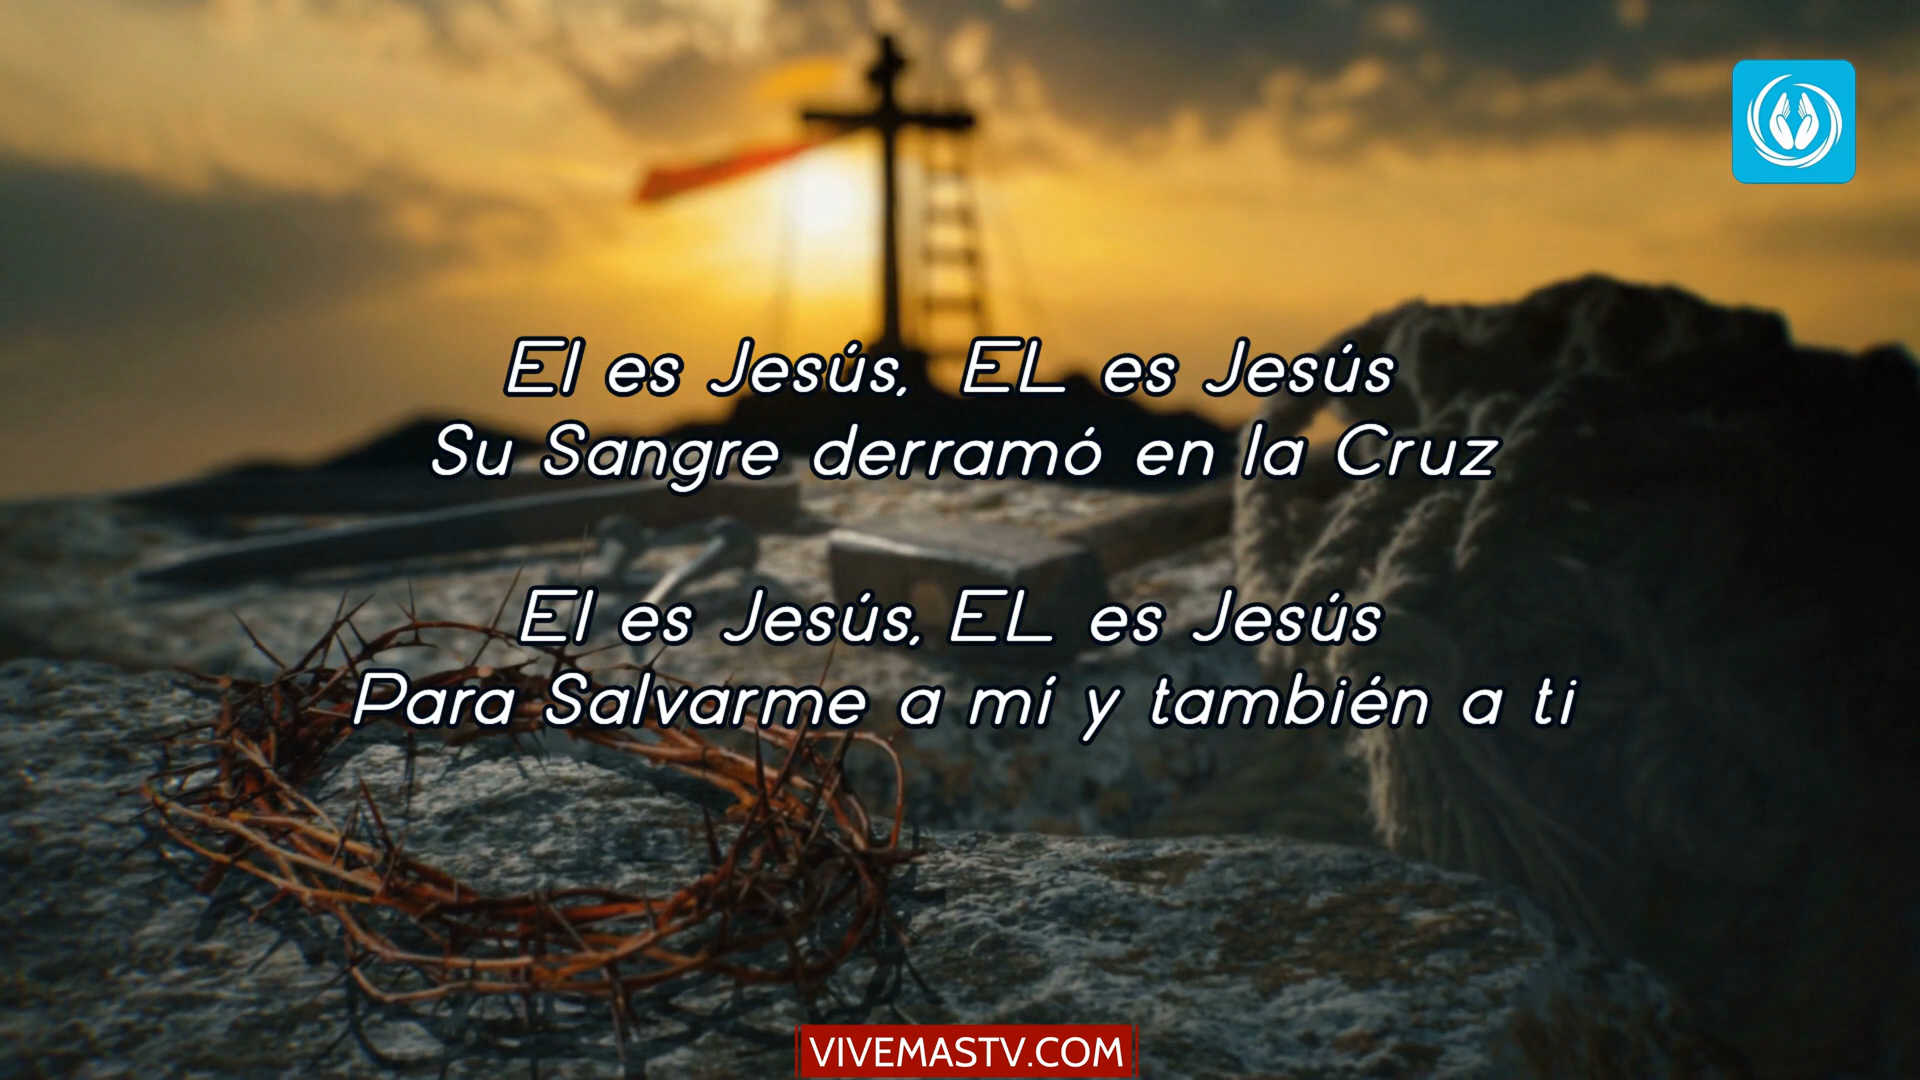 El es Jesús, EL es Jesús
Su Sangre derramó en la Cruz
El es Jesús, EL es Jesús
Para Salvarme a mí y también a ti
VIVEMASTV.COM